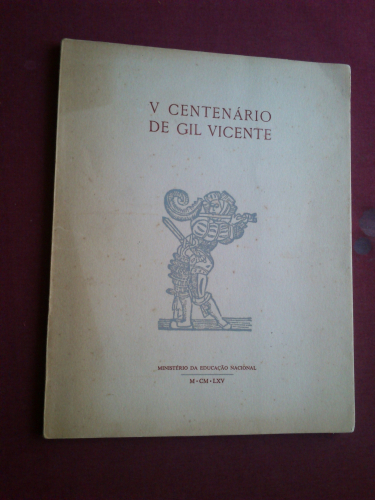 V CENTENÁRIO
DE GIL VICENTE
MINISTÉRIO DA EDUCAÇÃO NACIONAL
M•CM•LXV